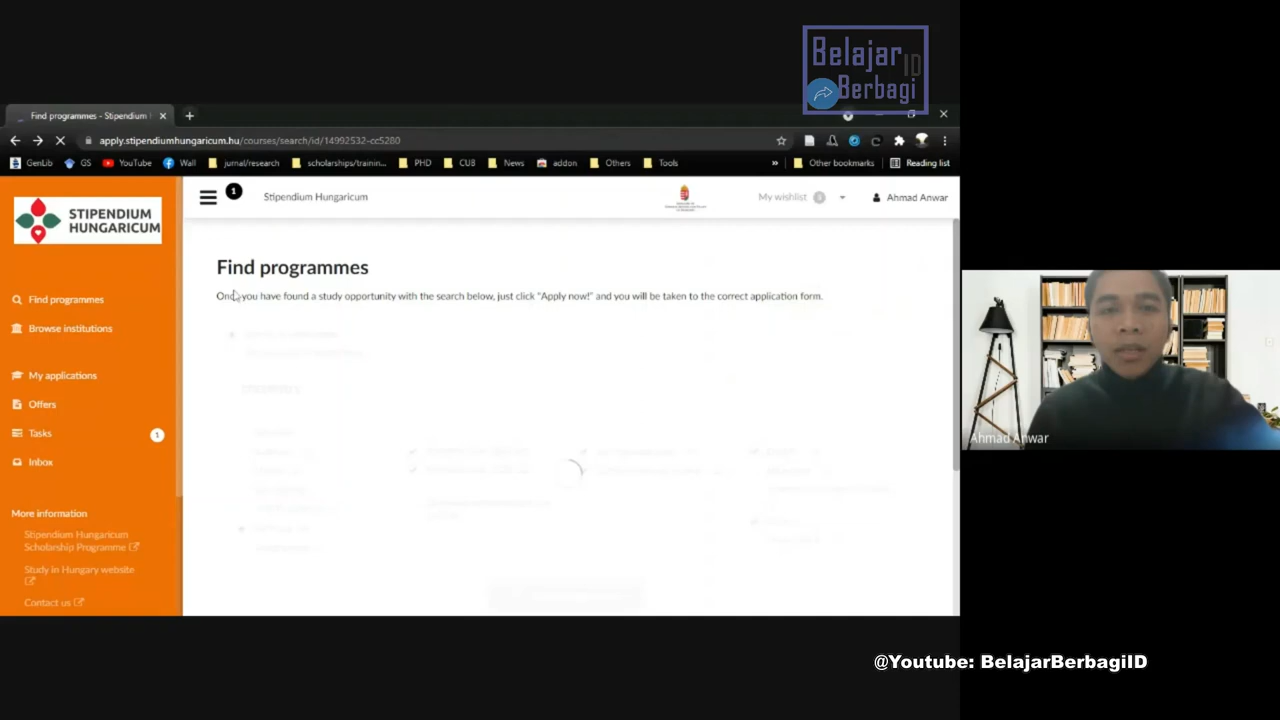 Belajar
ID
Berbagi
Find programmes - Stipendium
apply.stipendiumhungaricum.hu/courses/search/id/14992532-cc5280
GenLib GS YouTube Wall jurnal/research scholarships/trainin... PHD CUB News addon Others Tools » Other bookmarks Reading list
STIPENDIUM
HUNGARICUM
1
Stipendium Hungaricum
My wishlist 0
Ahmad Anwar
Find programmes
Once you have found a study opportunity with the search below, just click "Apply now!" and you will be taken to the correct application form.
Find programmes
Browse institutions
My applications
Offers
Tasks 1
Inbox
More information
Stipendium Hungaricum
Scholarship Programme
Study in Hungary website
Contact us
Ahmad Anwar
@Youtube: BelajarBerbagiID